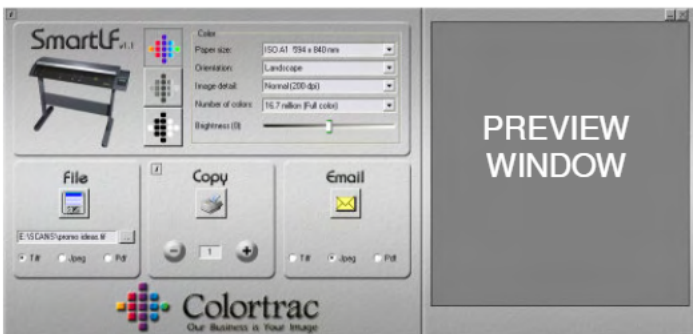 SmartLF v1.1
Color
Paper size: ISO A1 594 x 840 mm
Orientation: Landscape
Image detail: Normal (200 dpi)
Number of colors: 16.7 million (Full color)
Brightness (0)
File
E:\SCANS\promo ideas.tif
...
Tiff Jpeg Pdf
Copy
1
Email
Tiff Jpeg Pdf
Colortrac
Our Business is Your Image
PREVIEW
WINDOW